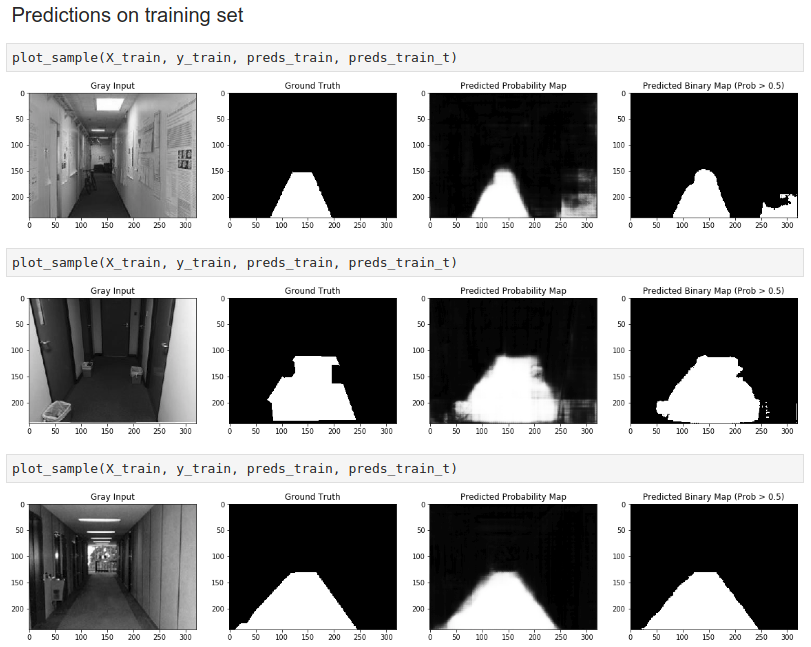 Predictions on training set
plot_sample(X_train, y_train, preds_train, preds_train_t)
Gray Input Ground Truth Predicted Probability Map Predicted Binary Map (Prob > 0.5)
0 0 0 0
50 50 50 50
100 100 100 100
150 150 150 150
200 200 200 200
0 50 100 150 200 250 300 0 50 100 150 200 250 300 0 50 100 150 200 250 300 0 50 100 150 200 250 300
plot_sample(X_train, y_train, preds_train, preds_train_t)
Gray Input Ground Truth Predicted Probability Map Predicted Binary Map (Prob > 0.5)
0 0 0 0
50 50 50 50
100 100 100 100
150 150 150 150
200 200 200 200
0 50 100 150 200 250 300 0 50 100 150 200 250 300 0 50 100 150 200 250 300 0 50 100 150 200 250 300
plot_sample(X_train, y_train, preds_train, preds_train_t)
Gray Input Ground Truth Predicted Probability Map Predicted Binary Map (Prob > 0.5)
0 0 0 0
50 50 50 50
100 100 100 100
150 150 150 150
200 200 200 200
0 50 100 150 200 250 300 0 50 100 150 200 250 300 0 50 100 150 200 250 300 0 50 100 150 200 250 300